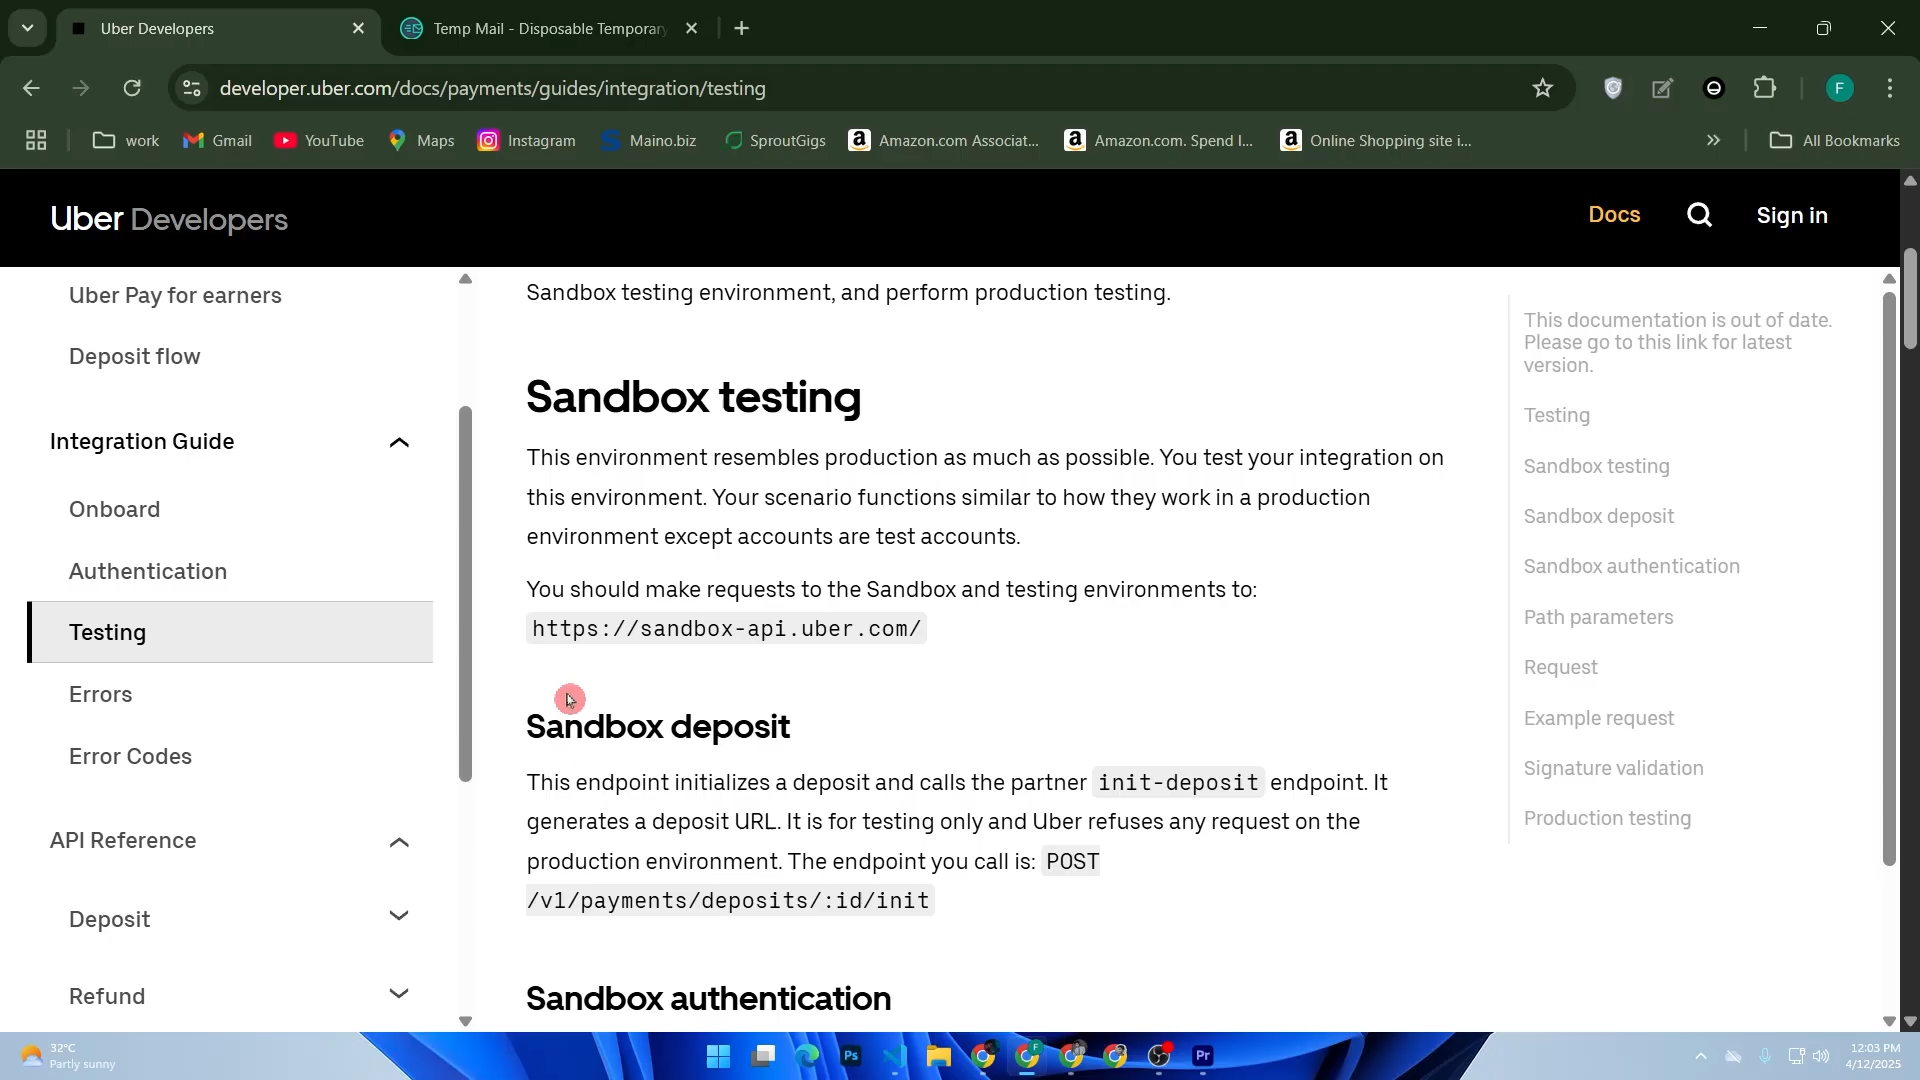 Uber Developers
Temp Mail - Disposable Temporary
developer.uber.com/docs/payments/guides/integration/testing
F
work
Gmail
YouTube
Maps
Instagram
Maino.biz
SproutGigs
Amazon.com Associat...
Amazon.com. Spend l...
Online Shopping site i...
All Bookmarks
Uber Developers
Docs
Sign in
Uber Pay for earners
Deposit flow
Integration Guide
Onboard
Authentication
Testing
Errors
Error Codes
API Reference
Deposit
Refund
Sandbox testing environment, and perform production testing.
Sandbox testing
This environment resembles production as much as possible. You test your integration on
this environment. Your scenario functions similar to how they work in a production
environment except accounts are test accounts.
You should make requests to the Sandbox and testing environments to:
https://sandbox-api.uber.com/
Sandbox deposit
This endpoint initializes a deposit and calls the partner init-deposit endpoint. It
generates a deposit URL. It is for testing only and Uber refuses any request on the
production environment. The endpoint you call is: POST
/v1/payments/deposits/:id/init
Sandbox authentication
This documentation is out of date.
Please go to this link for latest
version.
Testing
Sandbox testing
Sandbox deposit
Sandbox authentication
Path parameters
Request
Example request
Signature validation
Production testing
32°C
Partly sunny
Ps
F
Pr
12:03 PM
4/12/2025